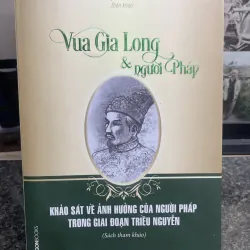 Vua Gia Long
& người Pháp
KHẢO SÁT VỀ ẢNH HƯỞNG CỦA NGƯỜI PHÁP
TRONG GIAI ĐOẠN TRIỀU NGUYỄN
(Sách tham khảo)